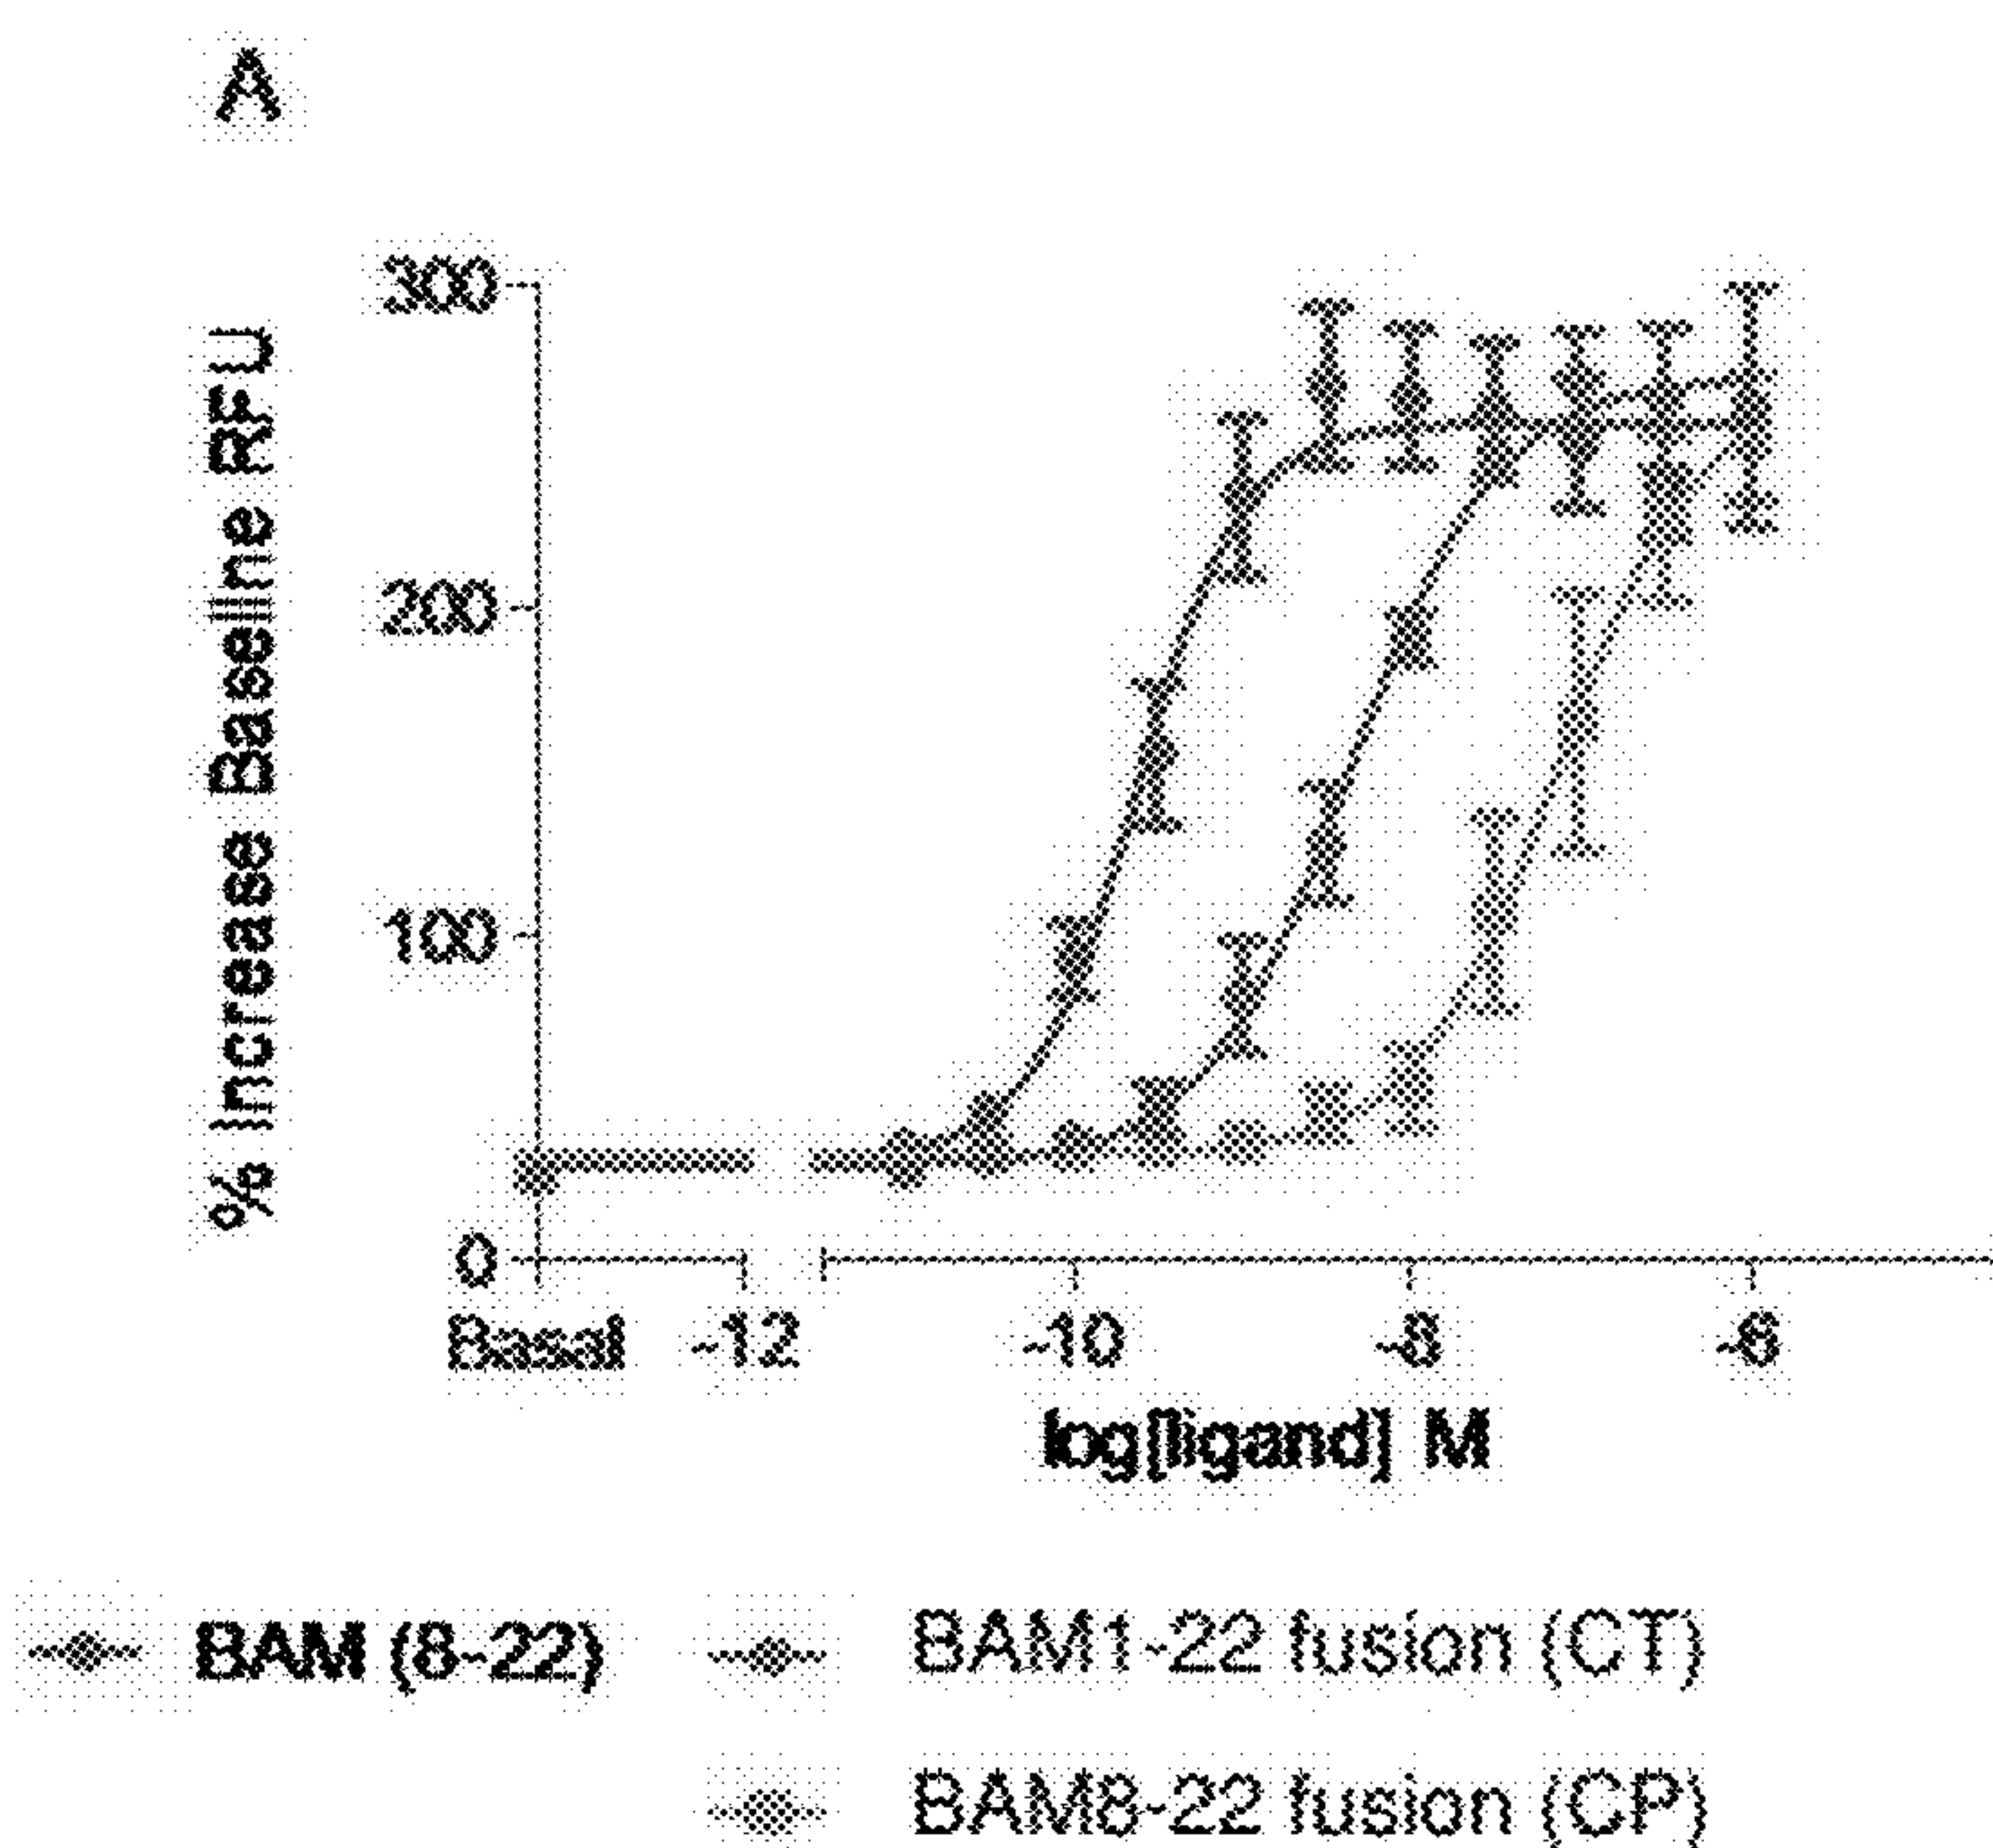 A
% Increase Baseline RFU
300
200
100
0
Basal -12 -10 -8 -6
log[ligand] M
BAM (8-22) BAM1-22 fusion (CT)
BAM8-22 fusion (CP)